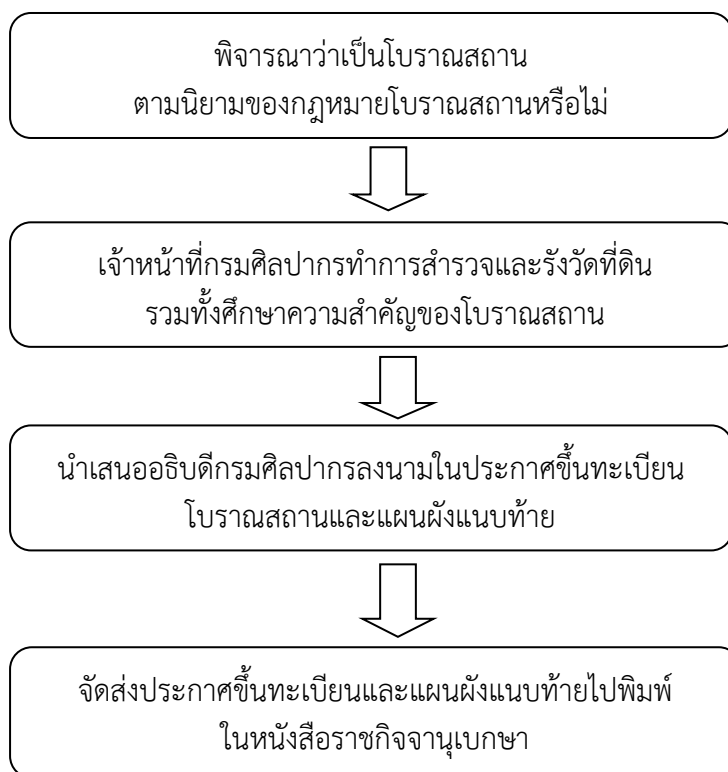 พิจารณาว่าเป็นโบราณสถาน
ตามนิยามของกฎหมายโบราณสถานหรือไม่
เจ้าหน้าที่กรมศิลปากรทำการสำรวจและรังวัดที่ดิน
รวมทั้งศึกษาความสำคัญของโบราณสถาน
นำเสนออธิบดีกรมศิลปากรลงนามในประกาศขึ้นทะเบียน
โบราณสถานและแผนผังแนบท้าย
จัดส่งประกาศขึ้นทะเบียนและแผนผังแนบท้ายไปพิมพ์
ในหนังสือราชกิจจานุเบกษา